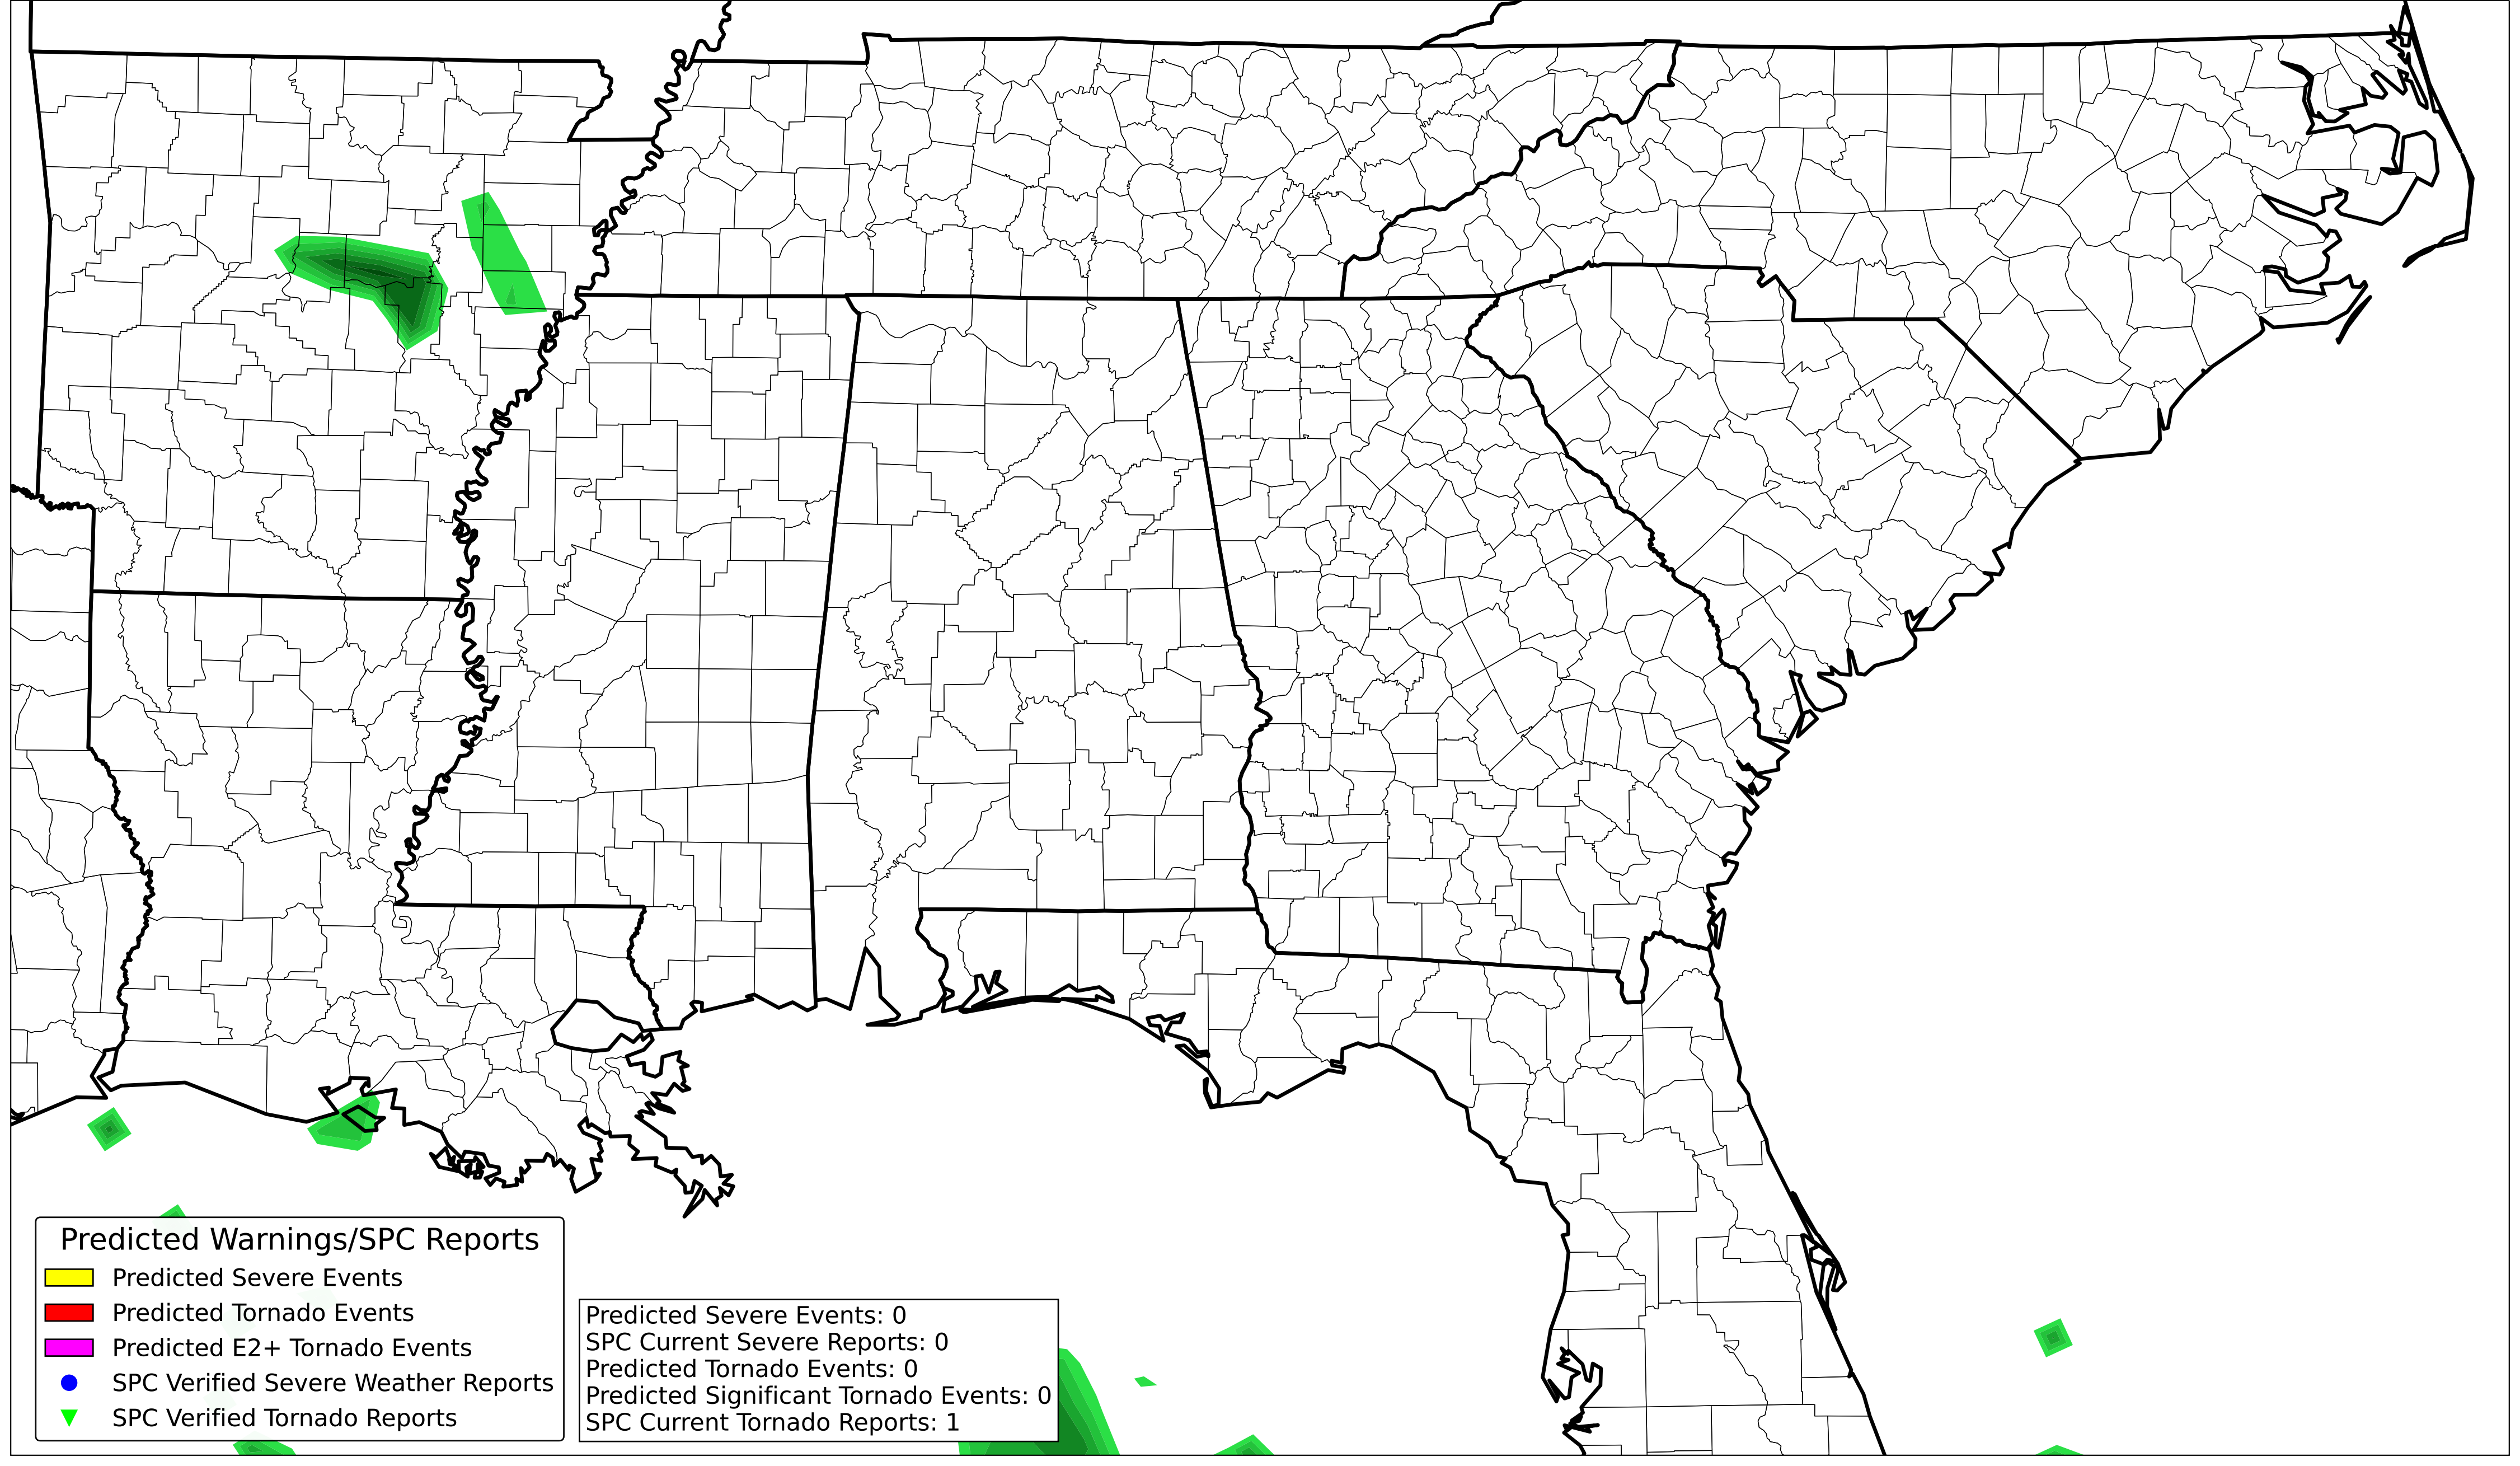 Predicted Warnings/SPC Reports
Predicted Severe Events
Predicted Tornado Events
Predicted E2+ Tornado Events
SPC Verified Severe Weather Reports
SPC Verified Tornado Reports
Predicted Severe Events: 0
SPC Current Severe Reports: 0
Predicted Tornado Events: 0
Predicted Significant Tornado Events: 0
SPC Current Tornado Reports: 1